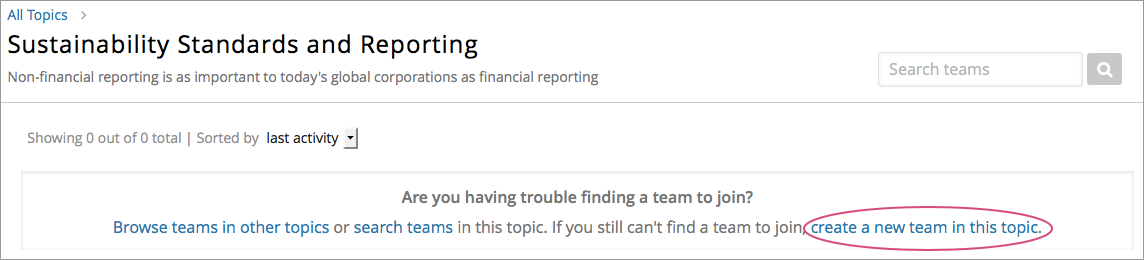 All Topics >
Sustainability Standards and Reporting
Non-financial reporting is as important to today's global corporations as financial reporting
Search teams
Showing 0 out of 0 total | Sorted by last activity
Are you having trouble finding a team to join?
Browse teams in other topics or search teams in this topic. If you still can't find a team to join, create a new team in this topic.